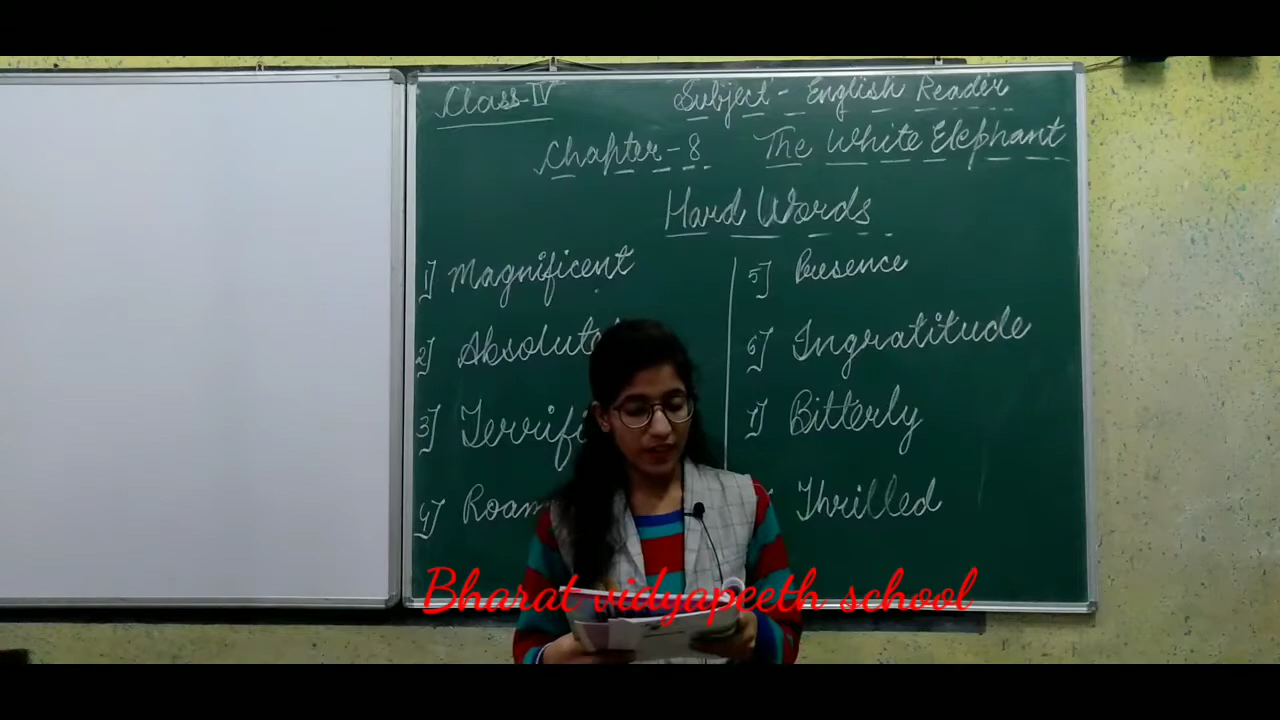 Class-IV Subject - English Reader
Chapter-8 The White Elephant
Hard Words
1] Magnificent
2]
3]
4]
5] Presence
6] Ingratitude
7] Bitterly
Thrilled
Bharat vidyapeeth school